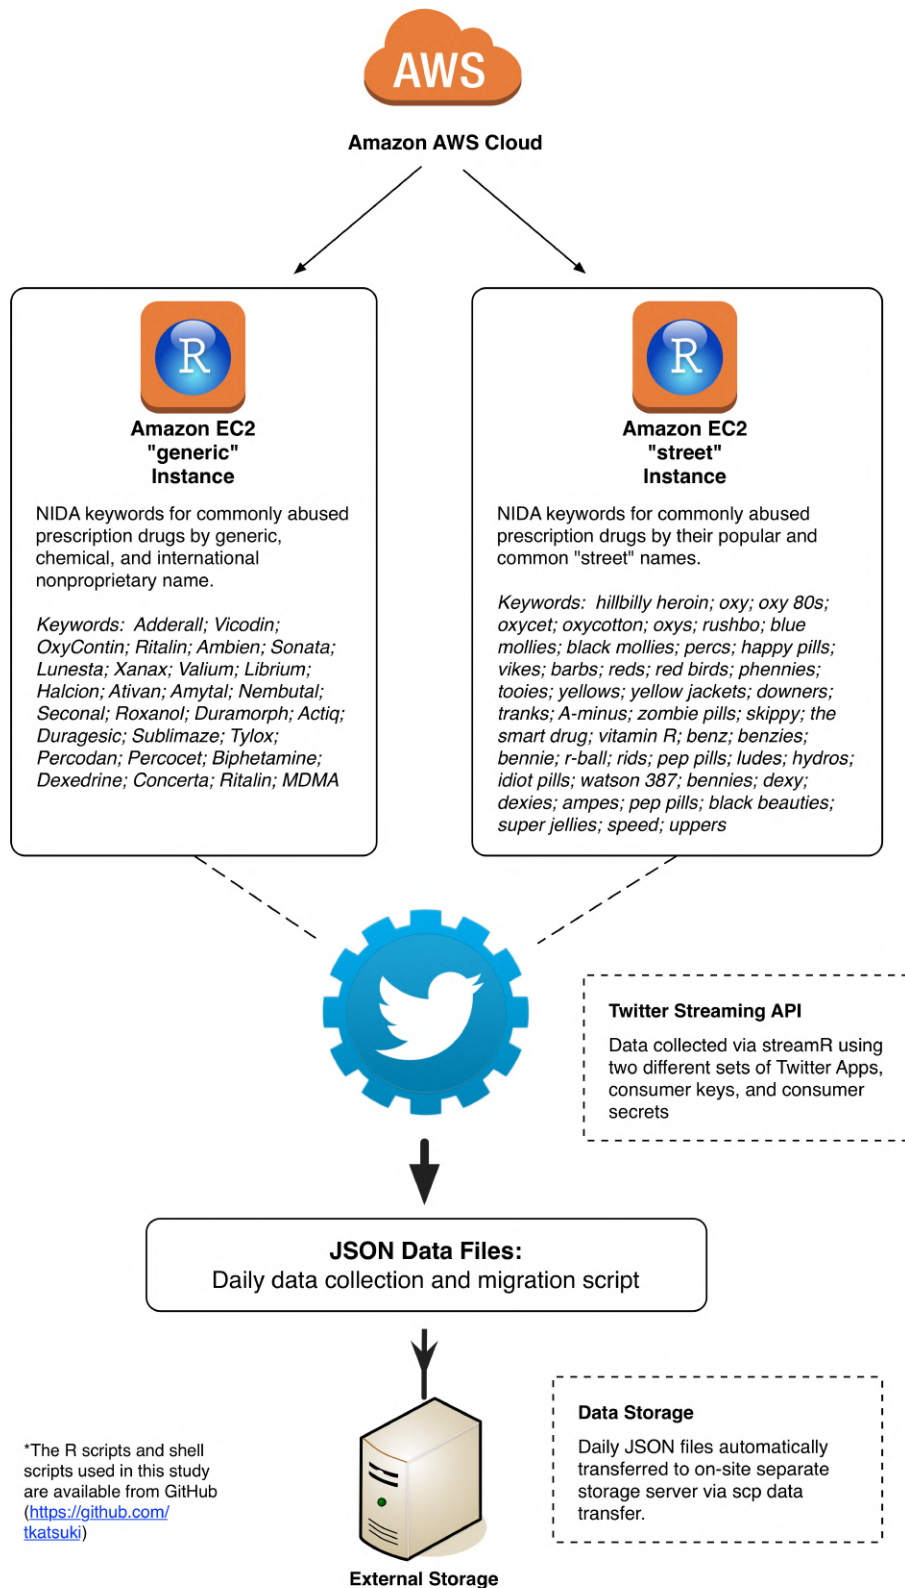 AWS
Amazon AWS Cloud
R
Amazon EC2
"generic"
Instance
NIDA keywords for commonly abused
prescription drugs by generic,
chemical, and international
nonproprietary name.
Keywords: Adderall; Vicodin;
OxyContin; Ritalin; Ambien; Sonata;
Lunesta; Xanax; Valium; Librium;
Halcion; Ativan; Amytal; Nembutal;
Seconal; Roxanol; Duramorph; Actiq;
Duragesic; Sublimaze; Tylox;
Percodan; Percocet; Biphetamine;
Dexedrine; Concerta; Ritalin; MDMA
R
Amazon EC2
"street"
Instance
NIDA keywords for commonly abused
prescription drugs by their popular and
common "street" names.
Keywords: hillbilly heroin; oxy; oxy 80s;
oxycet; oxycotton; oxys; rushbo; blue
mollies; black mollies; percs; happy pills;
vikes; barbs; reds; red birds; phennies;
tooies; yellows; yellow jackets; downers;
tranks; A-minus; zombie pills; skippy; the
smart drug; vitamin R; benz; benzies;
bennie; r-ball; rids; pep pills; ludes; hydros;
idiot pills; watson 387; bennies; dexy;
dexies; ampes; pep pills; black beauties;
super jellies; speed; uppers
Twitter Streaming API
Data collected via streamR using
two different sets of Twitter Apps,
consumer keys, and consumer
secrets
JSON Data Files:
Daily data collection and migration script
Data Storage
Daily JSON files automatically
transferred to on-site separate
storage server via scp data
transfer.
*The R scripts and shell
scripts used in this study
are available from GitHub
(https://github.com/
tkatsuki)
External Storage